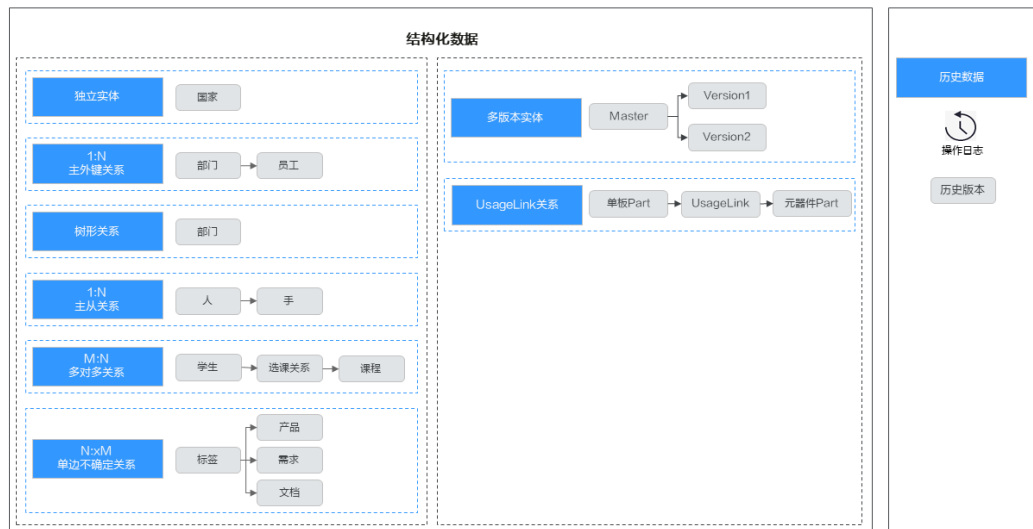 结构化数据
独立实体
国家
1:N
主外键关系
部门
员工
树形关系
部门
1:N
主从关系
人
手
M:N
多对多关系
学生
选课关系
课程
N:xM
单边不确定关系
标签
产品
需求
文档
多版本实体
Master
Version1
Version2
UsageLink关系
单板Part
UsageLink
元器件Part
历史数据
操作日志
历史版本